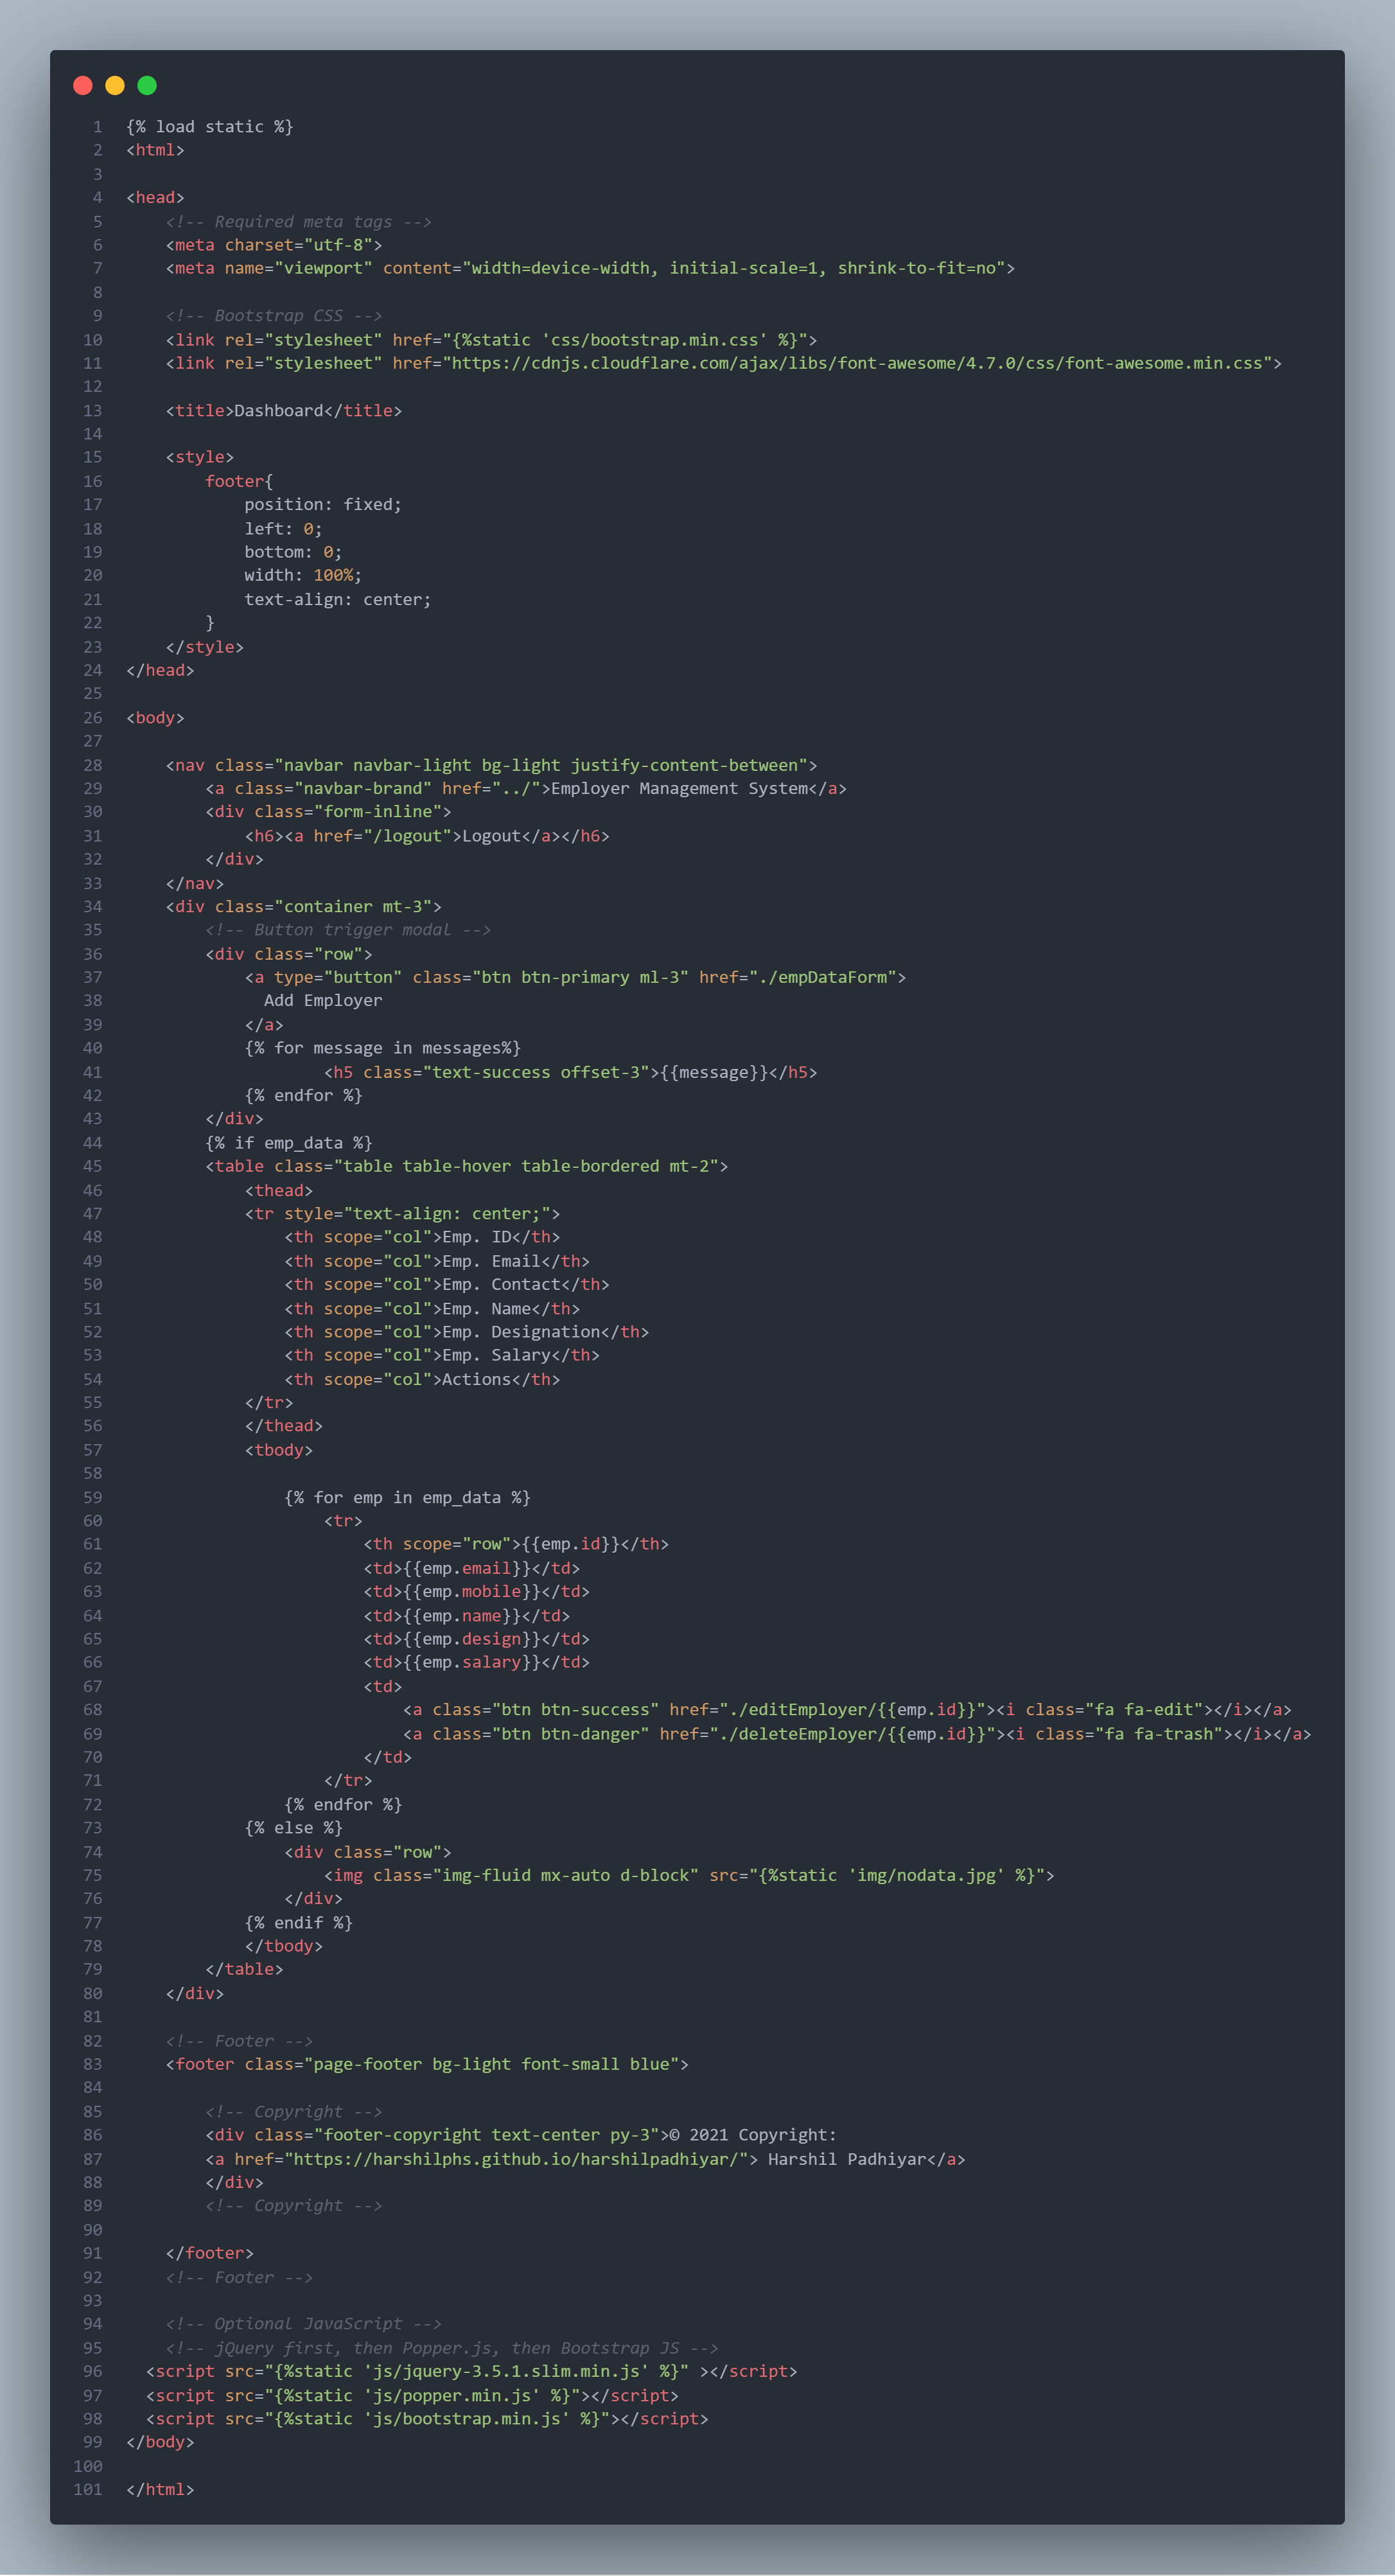 1 {% load static %}
2 <html>
3
4 <head>
5     <!-- Required meta tags -->
6     <meta charset="utf-8">
7     <meta name="viewport" content="width=device-width, initial-scale=1, shrink-to-fit=no">
8
9     <!-- Bootstrap CSS -->
10     <link rel="stylesheet" href="{%static 'css/bootstrap.min.css' %}">
11     <link rel="stylesheet" href="https://cdnjs.cloudflare.com/ajax/libs/font-awesome/4.7.0/css/font-awesome.min.css">
12
13     <title>Dashboard</title>
14
15     <style>
16         footer{
17             position: fixed;
18             left: 0;
19             bottom: 0;
20             width: 100%;
21             text-align: center;
22         }
23     </style>
24 </head>
25
26 <body>
27
28     <nav class="navbar navbar-light bg-light justify-content-between">
29         <a class="navbar-brand" href="../">Employer Management System</a>
30         <div class="form-inline">
31             <h6><a href="/logout">Logout</a></h6>
32         </div>
33     </nav>
34     <div class="container mt-3">
35         <!-- Button trigger modal -->
36         <div class="row">
37             <a type="button" class="btn btn-primary ml-3" href="./empDataForm">
38               Add Employer
39             </a>
40             {% for message in messages%}
41                     <h5 class="text-success offset-3">{{message}}</h5>
42             {% endfor %}
43         </div>
44         {% if emp_data %}
45         <table class="table table-hover table-bordered mt-2">
46             <thead>
47             <tr style="text-align: center;">
48                 <th scope="col">Emp. ID</th>
49                 <th scope="col">Emp. Email</th>
50                 <th scope="col">Emp. Contact</th>
51                 <th scope="col">Emp. Name</th>
52                 <th scope="col">Emp. Designation</th>
53                 <th scope="col">Emp. Salary</th>
54                 <th scope="col">Actions</th>
55             </tr>
56             </thead>
57             <tbody>
58
59                 {% for emp in emp_data %}
60                     <tr>
61                         <th scope="row">{{emp.id}}</th>
62                         <td>{{emp.email}}</td>
63                         <td>{{emp.mobile}}</td>
64                         <td>{{emp.name}}</td>
65                         <td>{{emp.design}}</td>
66                         <td>{{emp.salary}}</td>
67                         <td>
68                             <a class="btn btn-success" href="./editEmployer/{{emp.id}}"><i class="fa fa-edit"></i></a>
69                             <a class="btn btn-danger" href="./deleteEmployer/{{emp.id}}"><i class="fa fa-trash"></i></a>
70                         </td>
71                     </tr>
72                 {% endfor %}
73             {% else %}
74                 <div class="row">
75                     <img class="img-fluid mx-auto d-block" src="{%static 'img/nodata.jpg' %}">
76                 </div>
77             {% endif %}
78             </tbody>
79         </table>
80     </div>
81
82     <!-- Footer -->
83     <footer class="page-footer bg-light font-small blue">
84
85         <!-- Copyright -->
86         <div class="footer-copyright text-center py-3">© 2021 Copyright:
87         <a href="https://harshilphs.github.io/harshilpadhiyar/"> Harshil Padhiyar</a>
88         </div>
89         <!-- Copyright -->
90
91     </footer>
92     <!-- Footer -->
93
94     <!-- Optional JavaScript -->
95     <!-- jQuery first, then Popper.js, then Bootstrap JS -->
96   <script src="{%static 'js/jquery-3.5.1.slim.min.js' %}" ></script>
97   <script src="{%static 'js/popper.min.js' %}"></script>
98   <script src="{%static 'js/bootstrap.min.js' %}"></script>
99 </body>
100
101 </html>